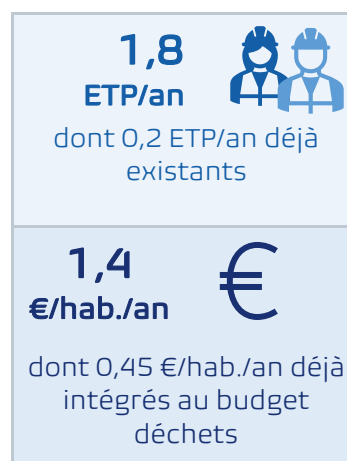 1,8
ETP/an
dont 0,2 ETP/an déjà
existants
1,4
€/hab./an
€
dont 0,45 €/hab./an déjà
intégrés au budget
déchets